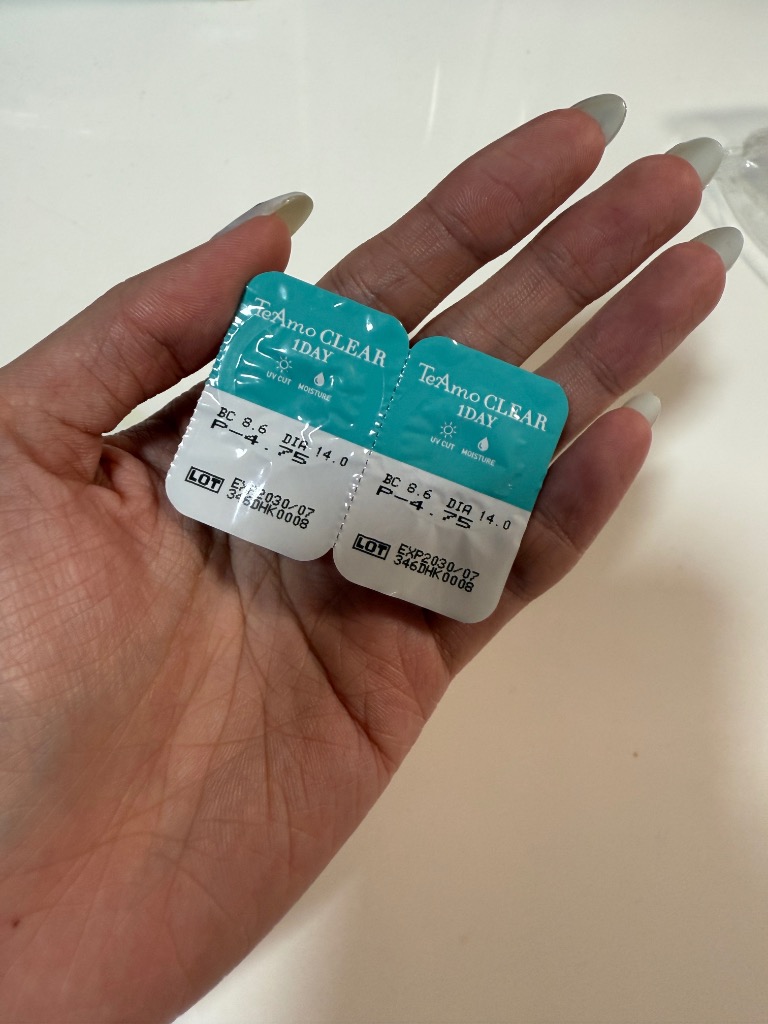 TeAmo CLEAR
1DAY
UV CUT MOISTURE
BC 8.6 DIA 14.0
P-4.75
LOT EXP2030/07
346DHK0008
TeAmo CLEAR
1DAY
UV CUT MOISTURE
BC 8.6 DIA 14.0
P-4.75
LOT EXP2030/07
346DHK0008